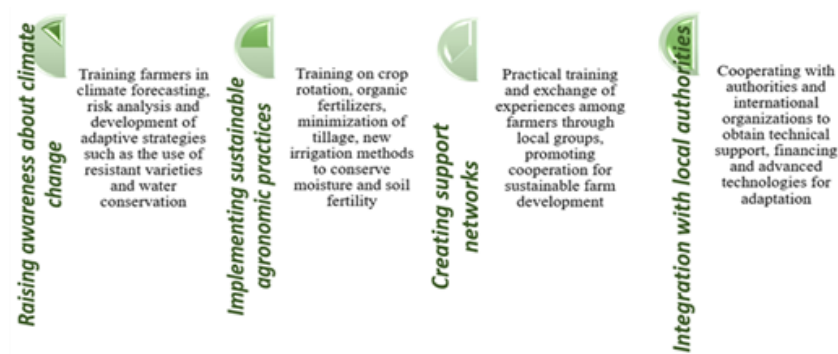 Raising awareness about climate
change
Training farmers in
climate forecasting,
risk analysis and
development of
adaptive strategies
such as the use of
resistant varieties
and water
conservation
Implementing sustainable
agronomic practices
Training on crop
rotation, organic
fertilizers,
minimization of
tillage, new
irrigation methods
to conserve
moisture and soil
fertility
Creating support
networks
Practical training
and exchange of
experiences among
farmers through
local groups,
promoting
cooperation for
sustainable farm
development
Integration with local authorities
Cooperating with
authorities and
international
organizations to
obtain technical
support, financing
and advanced
technologies for
adaptation